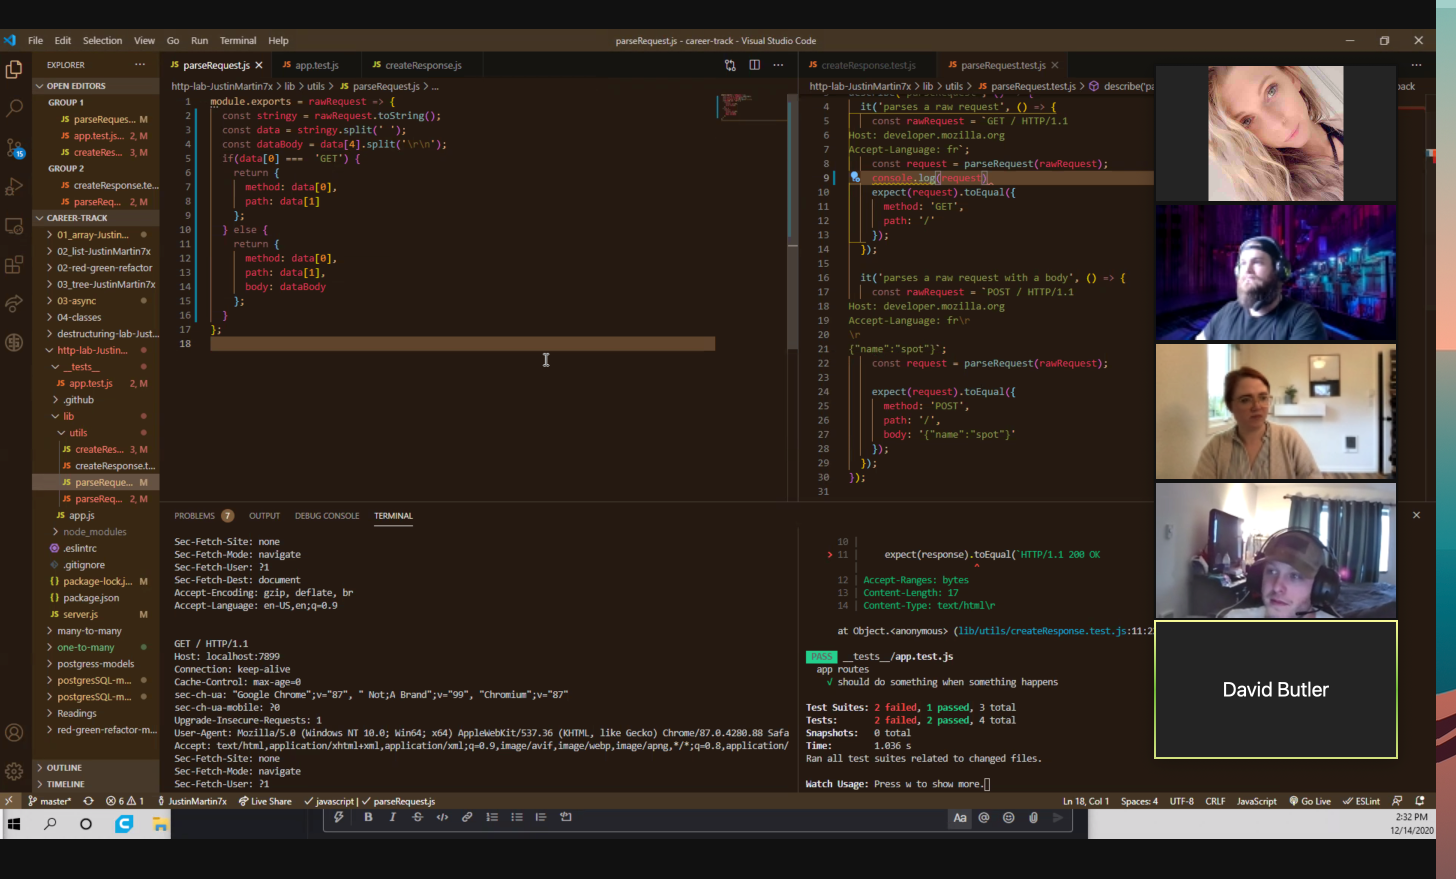 File Edit Selection View Go Run Terminal Help
parseRequest.js - career-track - Visual Studio Code
EXPLORER
OPEN EDITORS
GROUP 1
JS parseReques... M
JS app.test.js... 2, M
JS createRes... 3, M
GROUP 2
JS createResponse.te...
JS parseReq... 2, M
CAREER-TRACK
01_array-Justin...
02_list-JustinMartin7x
02-red-green-refactor
03_tree-JustinMartin7x
03-async
04-classes
destructuring-lab-Just...
http-lab-Justin...
__tests__
JS app.test.js 2, M
.github
lib
utils
JS createRes... 3, M
JS createResponse.t...
JS parseReque... M
JS parseReq... 2, M
JS app.js
node_modules
.eslintrc
.gitignore
{} package-lock.j... M
{} package.json
JS server.js M
many-to-many
one-to-many
postgress-models
postgresSQL-m...
postgresSQL-m...
Readings
red-green-refactor-m...
OUTLINE
TIMELINE
15
JS parseRequest.js JS app.test.js JS createResponse.js
http-lab-JustinMartin7x > lib > utils > JS parseRequest.js > ...
1 module.exports = rawRequest => {
2 const stringy = rawRequest.toString();
3 const data = stringy.split(' ');
4 const dataBody = data[4].split('\r\n');
5 if(data[0] === 'GET') {
6 return {
7 method: data[0],
8 path: data[1]
9 };
10 } else {
11 return {
12 method: data[0],
13 path: data[1],
14 body: dataBody
15 };
16 }
17 };
18
JS createResponse.test.js JS parseRequest.test.js
http-lab-JustinMartin7x > lib > utils > JS parseRequest.test.js > describe('pa
back
4 it('parses a raw request', () => {
5 const rawRequest = `GET / HTTP/1.1
6 Host: developer.mozilla.org
7 Accept-Language: fr`;
8 const request = parseRequest(rawRequest);
9 console.log(request)
10 expect(request).toEqual({
11 method: 'GET',
12 path: '/'
13 });
14 });
15
16 it('parses a raw request with a body', () => {
17 const rawRequest = `POST / HTTP/1.1
18 Host: developer.mozilla.org
19 Accept-Language: fr\r
20 \r
21 {"name":"spot"}`;
22 const request = parseRequest(rawRequest);
23
24 expect(request).toEqual({
25 method: 'POST',
26 path: '/',
27 body: '{"name":"spot"}'
28 });
29 });
30 });
31
PROBLEMS 7 OUTPUT DEBUG CONSOLE TERMINAL
Sec-Fetch-Site: none
Sec-Fetch-Mode: navigate
Sec-Fetch-User: ?1
Sec-Fetch-Dest: document
Accept-Encoding: gzip, deflate, br
Accept-Language: en-US,en;q=0.9
GET / HTTP/1.1
Host: localhost:7899
Connection: keep-alive
Cache-Control: max-age=0
sec-ch-ua: "Google Chrome";v="87", " Not;A Brand";v="99", "Chromium";v="87"
sec-ch-ua-mobile: ?0
Upgrade-Insecure-Requests: 1
User-Agent: Mozilla/5.0 (Windows NT 10.0; Win64; x64) AppleWebKit/537.36 (KHTML, like Gecko) Chrome/87.0.4280.88 Safa
Accept: text/html,application/xhtml+xml,application/xml;q=0.9,image/avif,image/webp,image/apng,*/*;q=0.8,application/
Sec-Fetch-Site: none
Sec-Fetch-Mode: navigate
Sec-Fetch-User: ?1
10 |
> 11 | expect(response).toEqual(`HTTP/1.1 200 OK
| ^
12 | Accept-Ranges: bytes
13 | Content-Length: 17
14 | Content-Type: text/html\r
at Object.<anonymous> (lib/utils/createResponse.test.js:11:2
PASS __tests__/app.test.js
app routes
√ should do something when something happens
Test Suites: 2 failed, 1 passed, 3 total
Tests: 2 failed, 2 passed, 4 total
Snapshots: 0 total
Time: 1.036 s
Ran all test suites related to changed files.
Watch Usage: Press w to show more.
David Butler
master* 6 1 JustinMartin7x Live Share javascript | parseRequest.js
Ln 18, Col 1 Spaces: 4 UTF-8 CRLF JavaScript Go Live ESLint
B I S </> Aa @
2:32 PM
12/14/2020